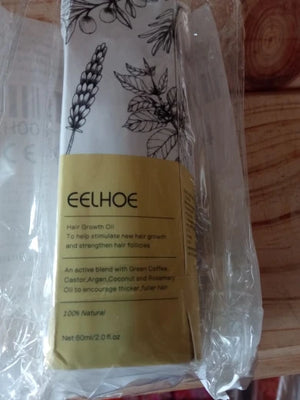 EELHOE
Hair Growth Oil
To help stimulate new hair growth
and strengthen hair follicles
An active blend with Green Coffee,
Castor,Argan,Coconut and Rosemary
Oil to encourage thicker,fuller hair
100% Natural
Net:60ml/2.0 fl.oz